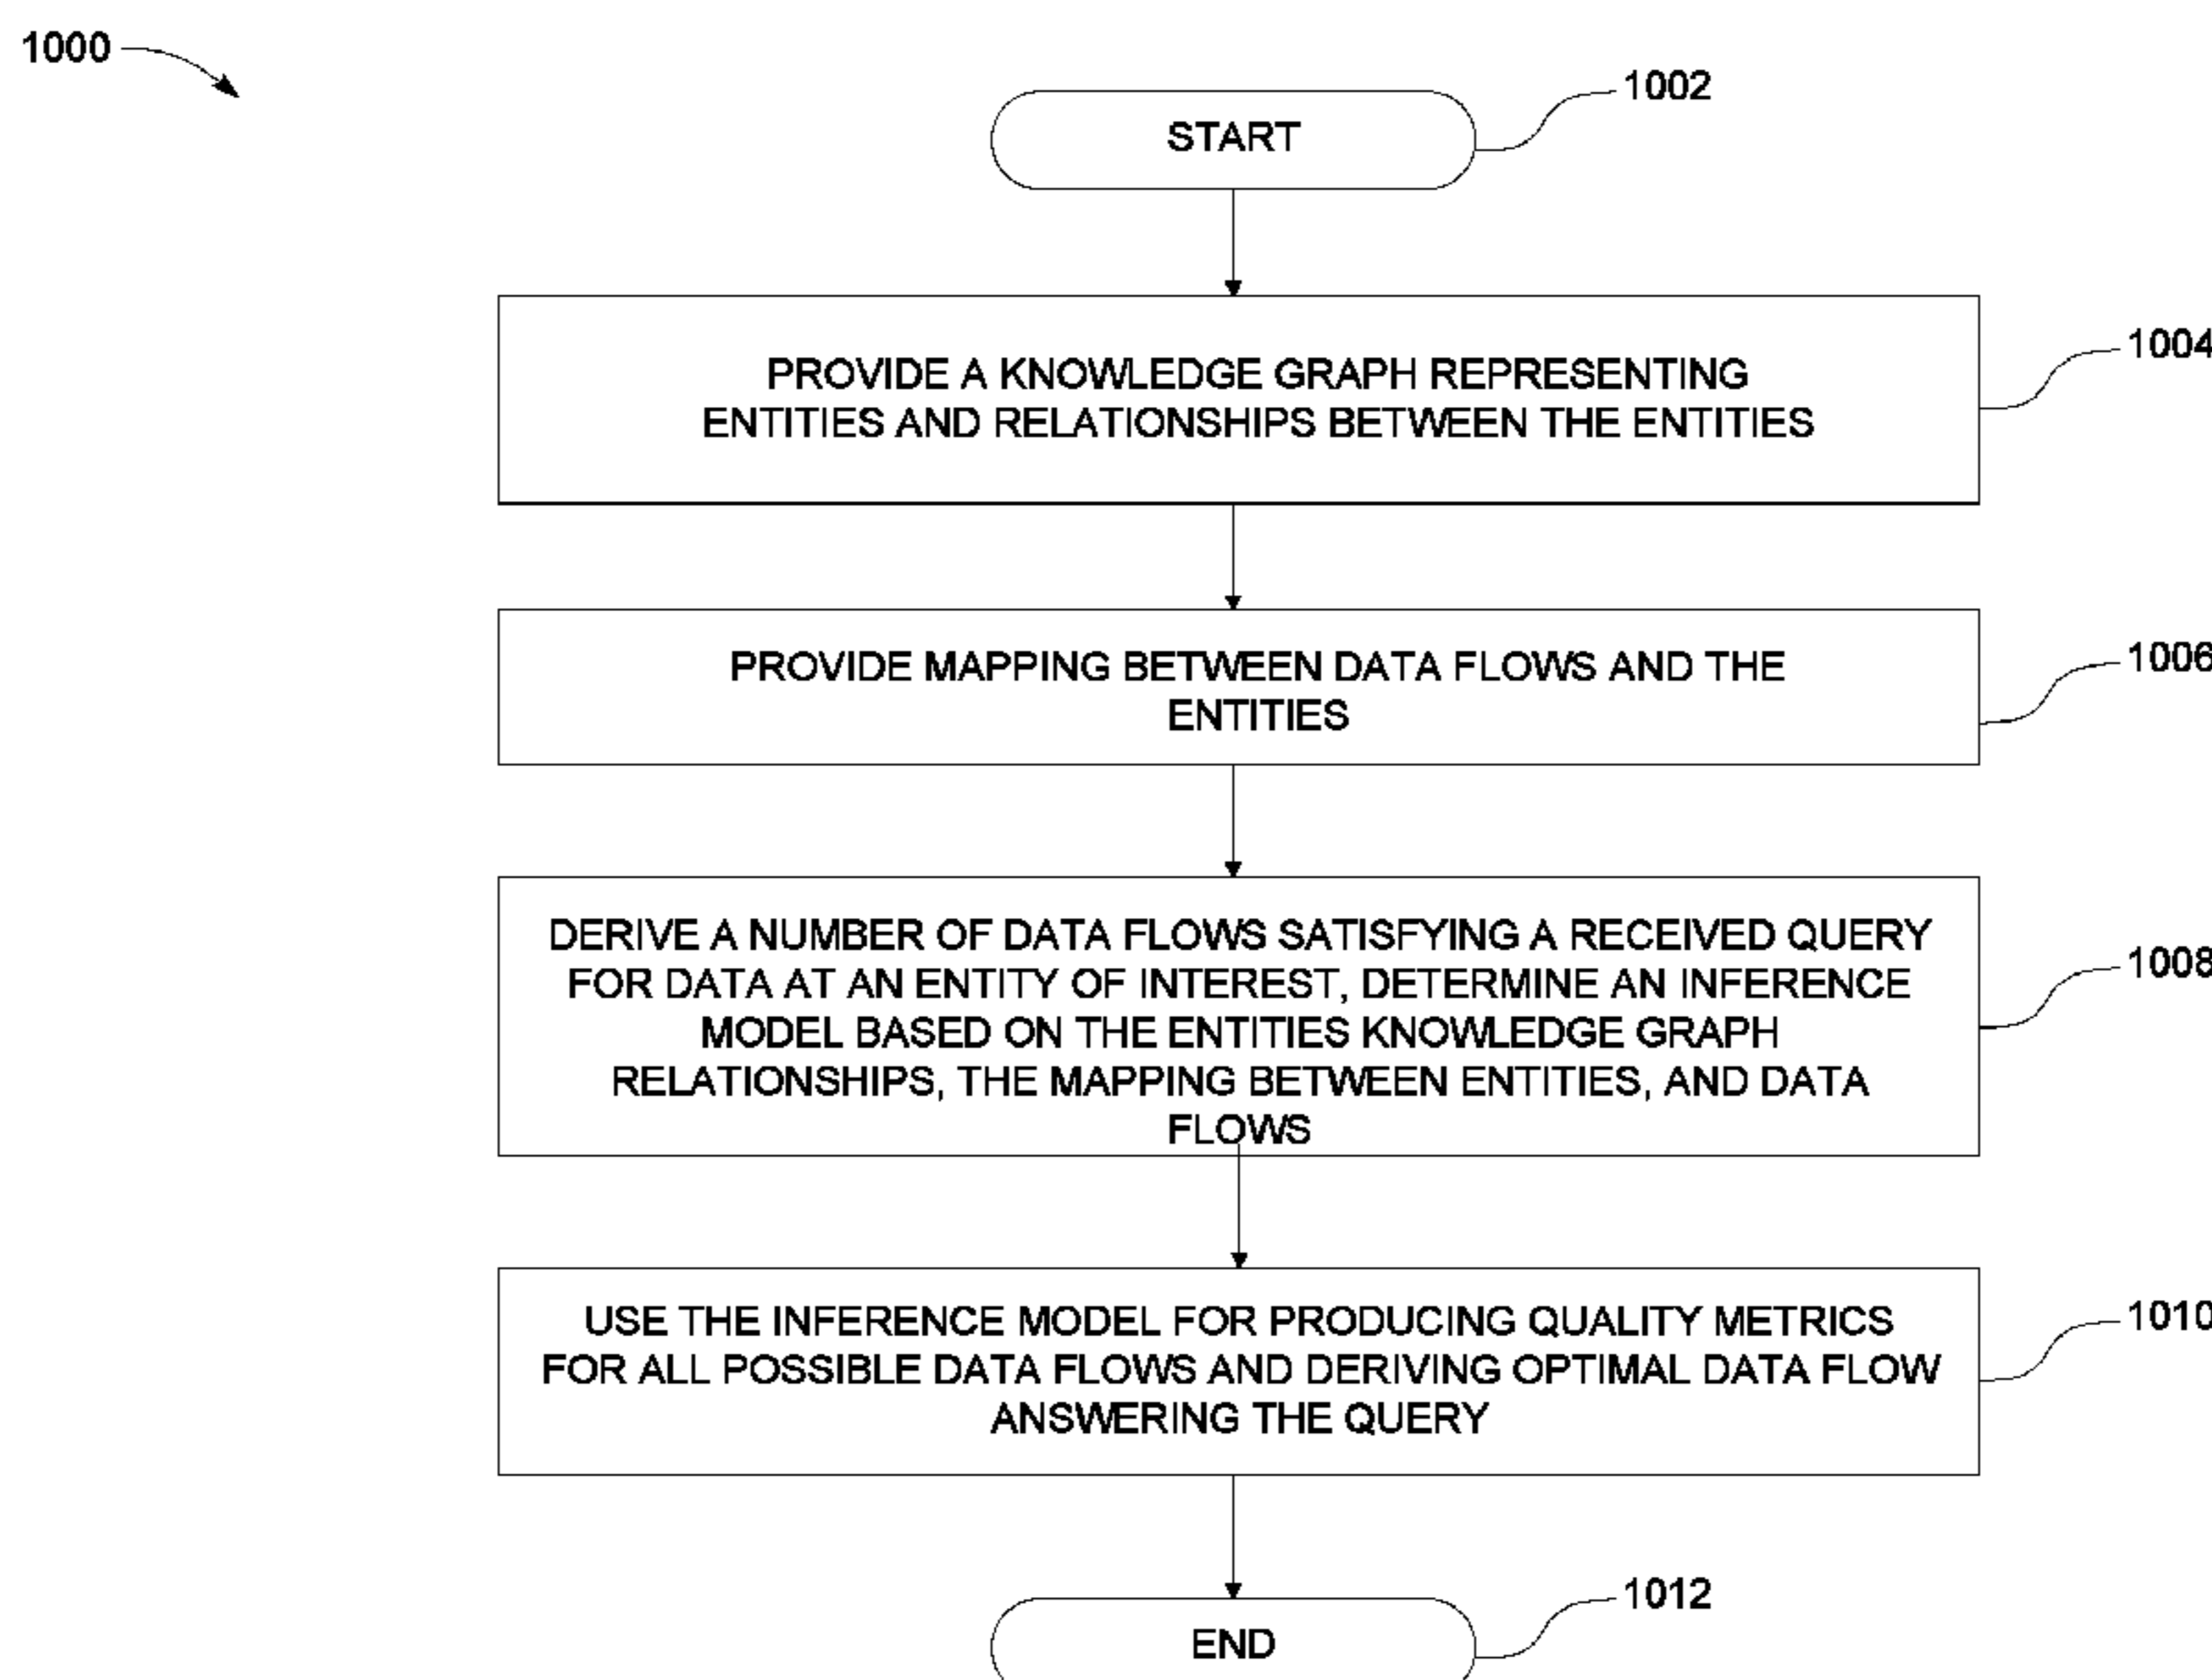 1000
START
1002
PROVIDE A KNOWLEDGE GRAPH REPRESENTING
ENTITIES AND RELATIONSHIPS BETWEEN THE ENTITIES
1004
PROVIDE MAPPING BETWEEN DATA FLOWS AND THE
ENTITIES
1006
DERIVE A NUMBER OF DATA FLOWS SATISFYING A RECEIVED QUERY
FOR DATA AT AN ENTITY OF INTEREST, DETERMINE AN INFERENCE
MODEL BASED ON THE ENTITIES KNOWLEDGE GRAPH
RELATIONSHIPS, THE MAPPING BETWEEN ENTITIES, AND DATA
FLOWS
1008
USE THE INFERENCE MODEL FOR PRODUCING QUALITY METRICS
FOR ALL POSSIBLE DATA FLOWS AND DERIVING OPTIMAL DATA FLOW
ANSWERING THE QUERY
1010
END
1012